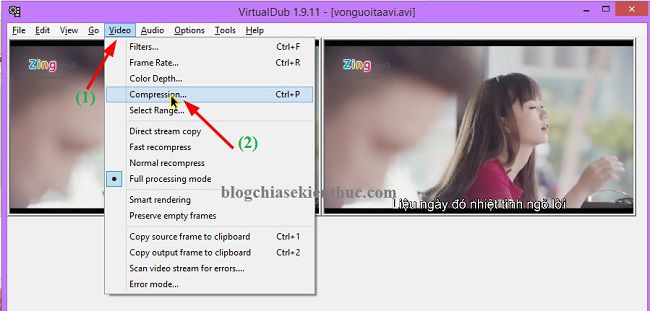 VirtualDub 1.9.11 - [vonguoitaavi.avi]
File Edit View Go Video Audio Options Tools Help
Filters... Ctrl+F
Frame Rate... Ctrl+R
Color Depth...
Compression... Ctrl+P
Select Range...
Direct stream copy
Fast recompress
Normal recompress
Full processing mode
Smart rendering
Preserve empty frames
Copy source frame to clipboard Ctrl+1
Copy output frame to clipboard Ctrl+2
Scan video stream for errors....
Error mode...
(1)
(2)
Zing
Zing
blogchiasekienthuc.com
Liệu ngày đó nhiệt tình ngỏ lời